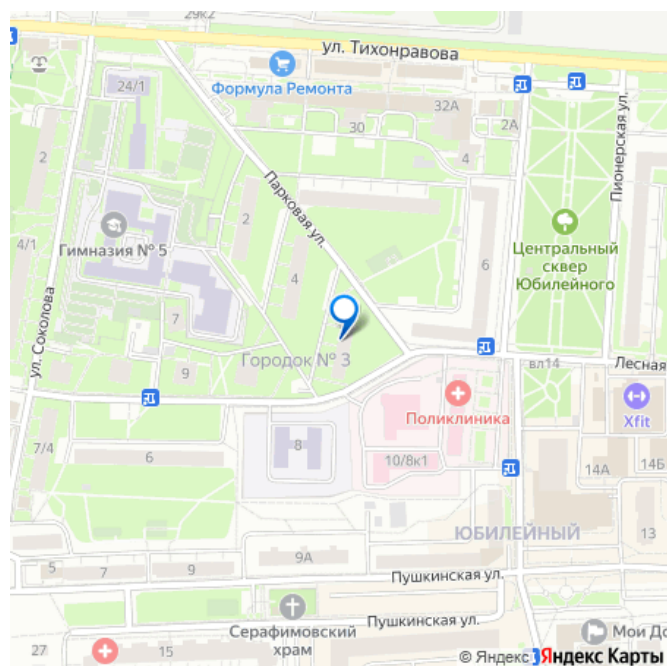 29к2
ул. Тихонравова
24/1
Формула Ремонта
32А
2А
30
4
Пионерская ул.
2
2
Парковая ул.
Гимназия № 5
4/1
4
6
Центральный
сквер
Юбилейного
ул. Соколова
7
Городок № 3
9
вл14
Лесная
Поликлиника
Xfit
7/4
6
8
10/8к1
14А
14Б
ЮБИЛЕЙНЫЙ
13
9А
5
7
9
Пушкинская ул.
Серафимовский
храм
Пушкинская ул.
27
15
Мои До
© Яндекс Яндекс Карты